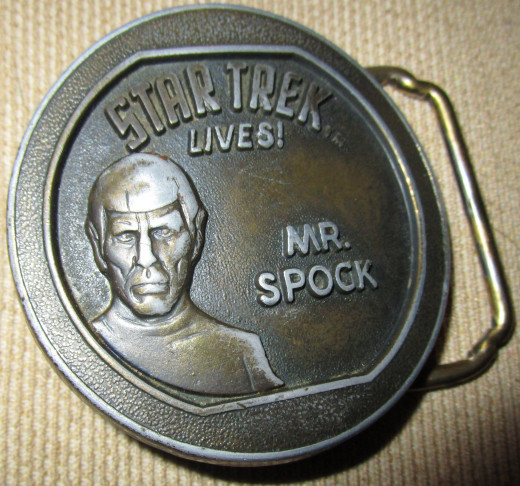 STAR TREK
LIVES!
MR.
SPOCK